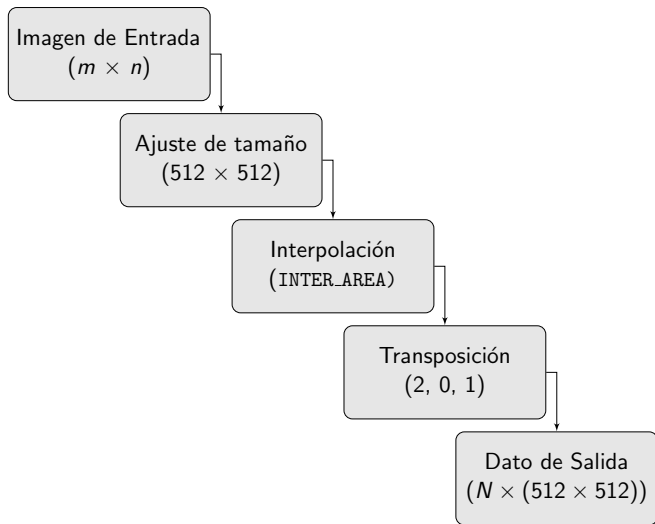 Imagen de Entrada
(m × n)
Ajuste de tamaño
(512 × 512)
Interpolación
(INTER_AREA)
Transposición
(2, 0, 1)
Dato de Salida
(N × (512 × 512))